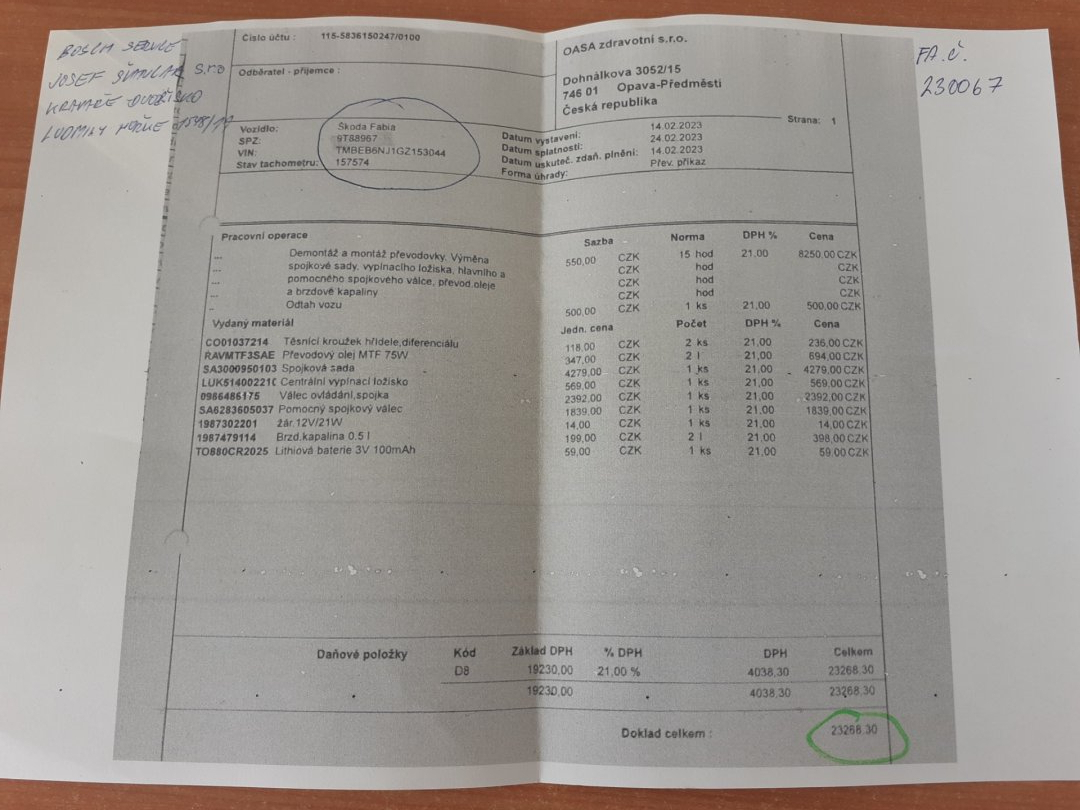 BOSCH SERVICE
JOSEF s.r.o
LUDMILY
FA.č.
230067
Číslo účtu : 115-5836150247/0100
Odběratel - příjemce :
OASA zdravotní s.r.o.
Dohnálkova 3052/15
746 01 Opava-Předměstí
Česká republika
Vozidlo: Škoda Fabia
SPZ: 6T88967
VIN: TMBEB6NJ1GZ153044
Stav tachometru: 157574
Datum vystavení: 14.02.2023
Datum splatnosti: 24.02.2023
Datum uskuteč. zdaň. plnění: 14.02.2023
Forma úhrady: Přev. příkaz
Strana: 1
Pracovní operace Sazba Norma DPH % Cena
... Demontáž a montáž převodovky. Výměna 550,00 CZK 15 hod 21,00 8250,00 CZK
... spojkové sady, vypínacího ložiska, hlavního a CZK hod CZK
... pomocného spojkového válce, převod.oleje CZK hod CZK
... a brzdové kapaliny CZK hod CZK
.. Odtah vozu 500,00 CZK 1 ks 21,00 500,00 CZK
Vydaný materiál Jedn. cena Počet DPH % Cena
CO01037214 Těsnící kroužek hřídele,diferenciálu 118,00 CZK 2 ks 21,00 236,00 CZK
RAVMTF3SAE Převodový olej MTF 75W 347,00 CZK 2 l 21,00 694,00 CZK
SA3000950103 Spojková sada 4279,00 CZK 1 ks 21,00 4279,00 CZK
LUK51400221C Centrální vypínací ložisko 569,00 CZK 1 ks 21,00 569,00 CZK
0986486175 Válec ovládání,spojka 2392,00 CZK 1 ks 21,00 2392,00 CZK
SA6283605037 Pomocný spojkový válec 1839,00 CZK 1 ks 21,00 1839,00 CZK
1987302201 žár.12V/21W 14,00 CZK 1 ks 21,00 14,00 CZK
1987479114 Brzd.kapalina 0.5 l 199,00 CZK 2 l 21,00 398,00 CZK
TO880CR2025 Lithiová baterie 3V 100mAh 59,00 CZK 1 ks 21,00 59,00 CZK
Daňové položky Kód Základ DPH % DPH DPH Celkem
D8 19230,00 21,00 % 4038,30 23268,30
19230,00 4038,30 23268,30
Doklad celkem : 23268,30